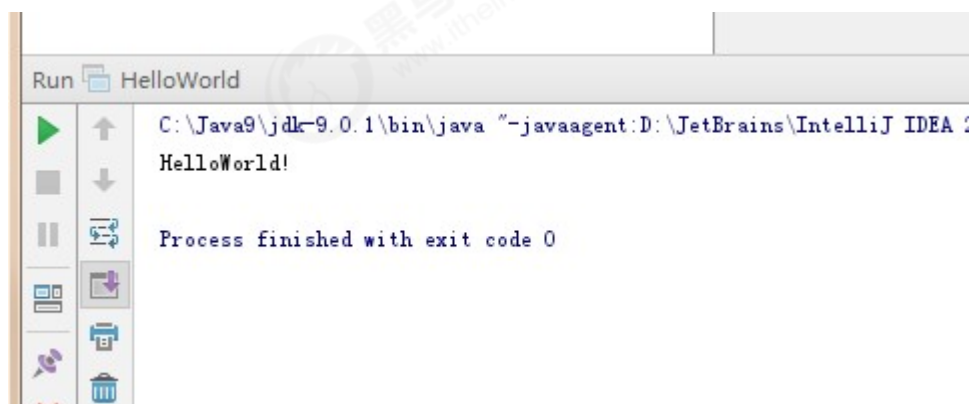 Run HelloWorld
C:\Java9\jdk-9.0.1\bin\java "-javaagent:D:\JetBrains\IntelliJ IDEA 2
HelloWorld!
Process finished with exit code 0